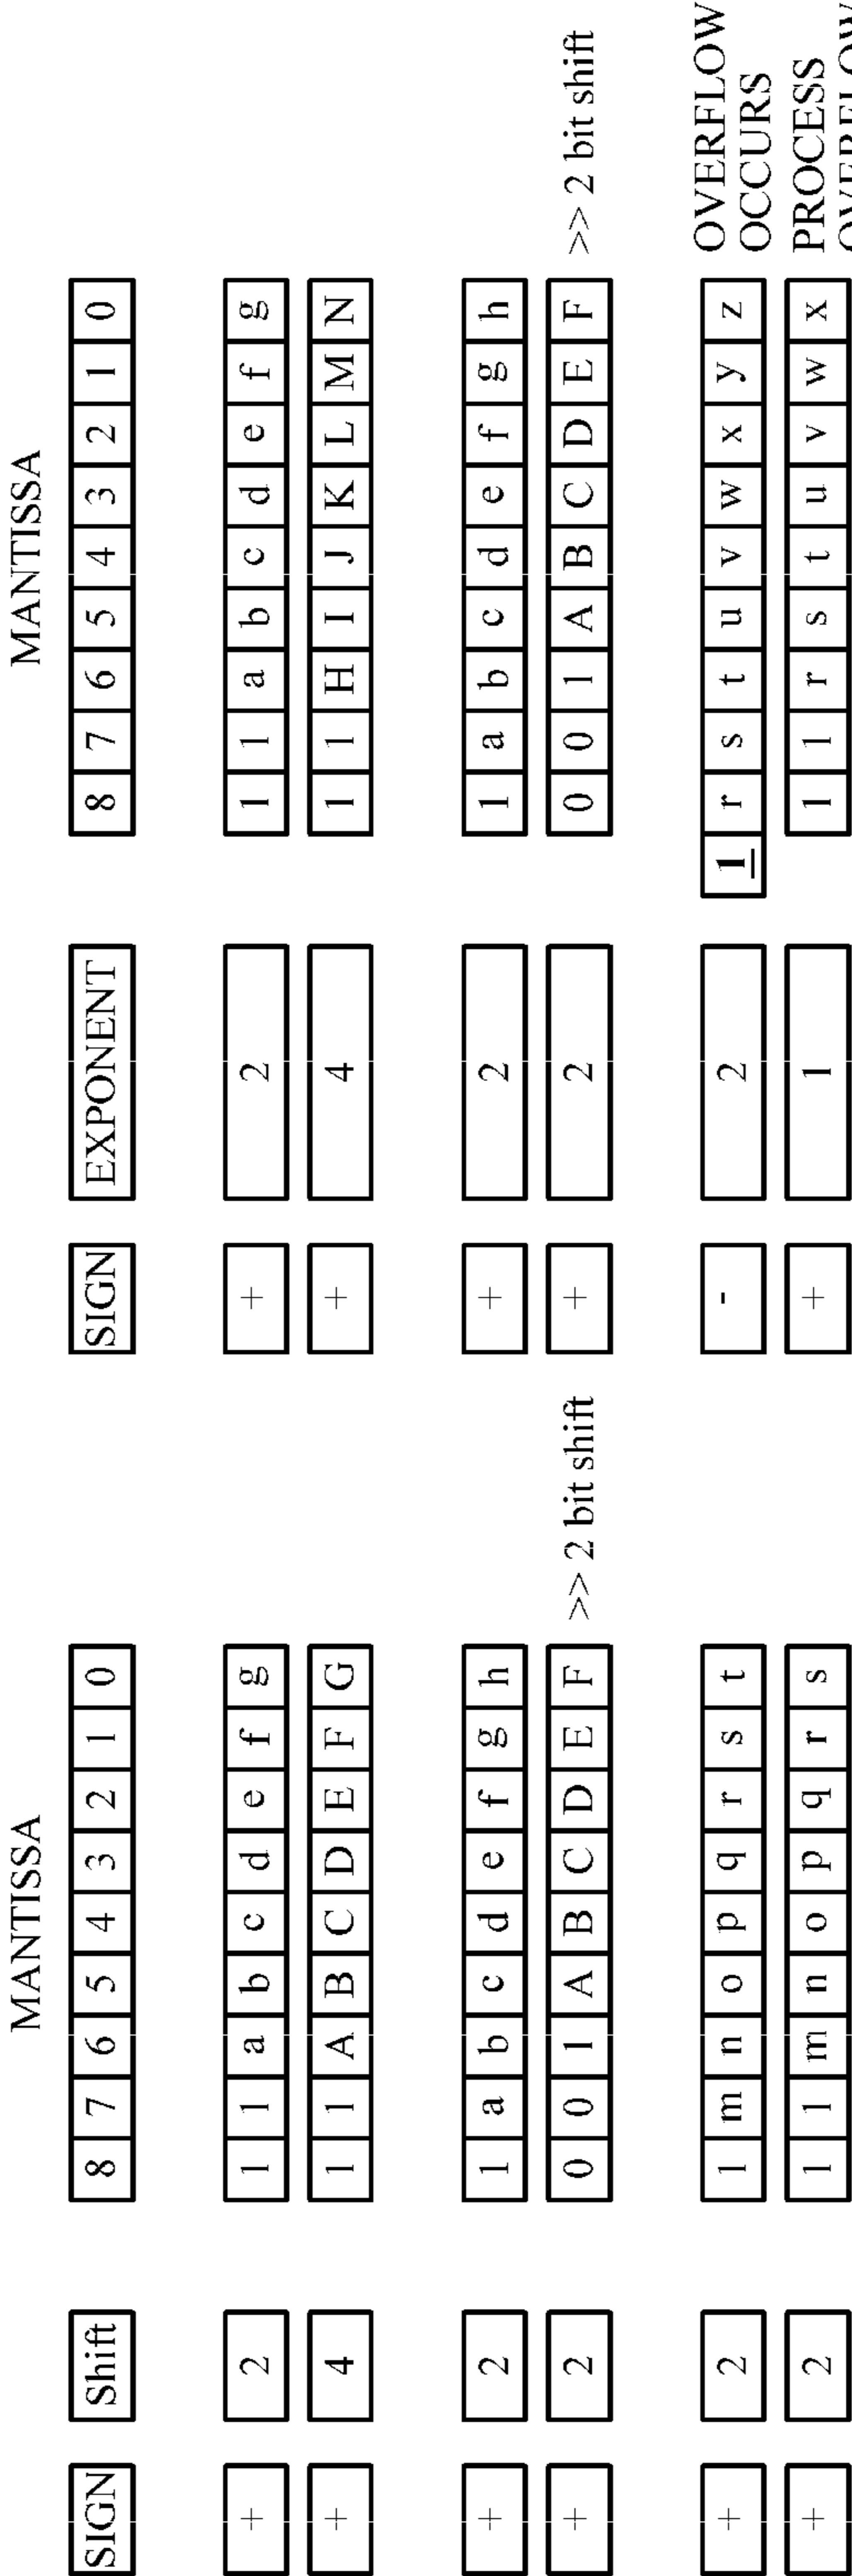 MANTISSA MANTISSA
SIGN Shift 8 7 6 5 4 3 2 1 0 SIGN EXPONENT 8 7 6 5 4 3 2 1 0
+ 2 1 1 a b c d e f g + 2 1 1 a b c d e f g
+ 4 1 1 A B C D E F G + 4 1 1 H I J K L M N
+ 2 1 a b c d e f g h + 2 1 a b c d e f g h
+ 2 0 0 1 A B C D E F >> 2 bit shift + 2 0 0 1 A B C D E F >> 2 bit shift
+ 2 1 m n o p q r s t - 2 1 r s t u v w x y z OVERFLOW
OCCURS
+ 2 1 1 m n o p q r s + 1 1 1 r s t u v w x PROCESS
OVERFLOW